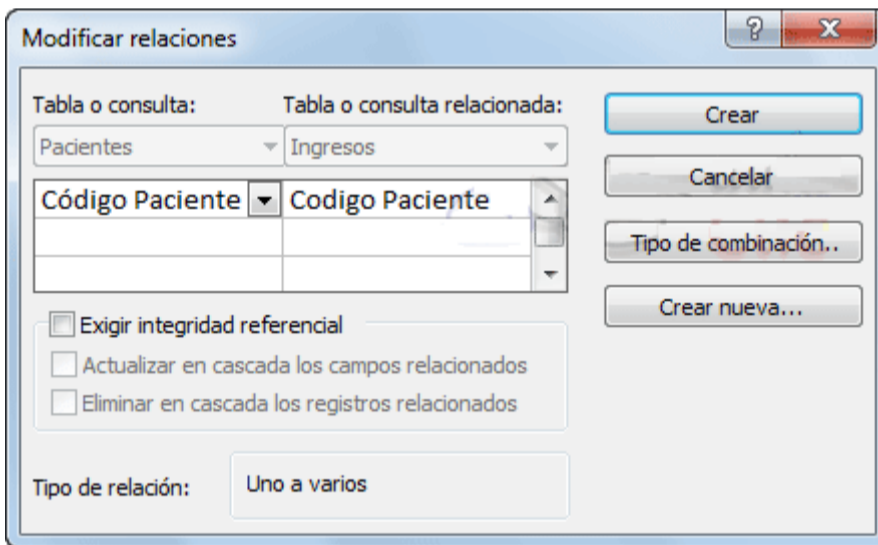 Modificar relaciones
Tabla o consulta: Tabla o consulta relacionada:
Pacientes Ingresos
Código Paciente Codigo Paciente
Exigir integridad referencial
Actualizar en cascada los campos relacionados
Eliminar en cascada los registros relacionados
Tipo de relación: Uno a varios
Crear
Cancelar
Tipo de combinación..
Crear nueva...